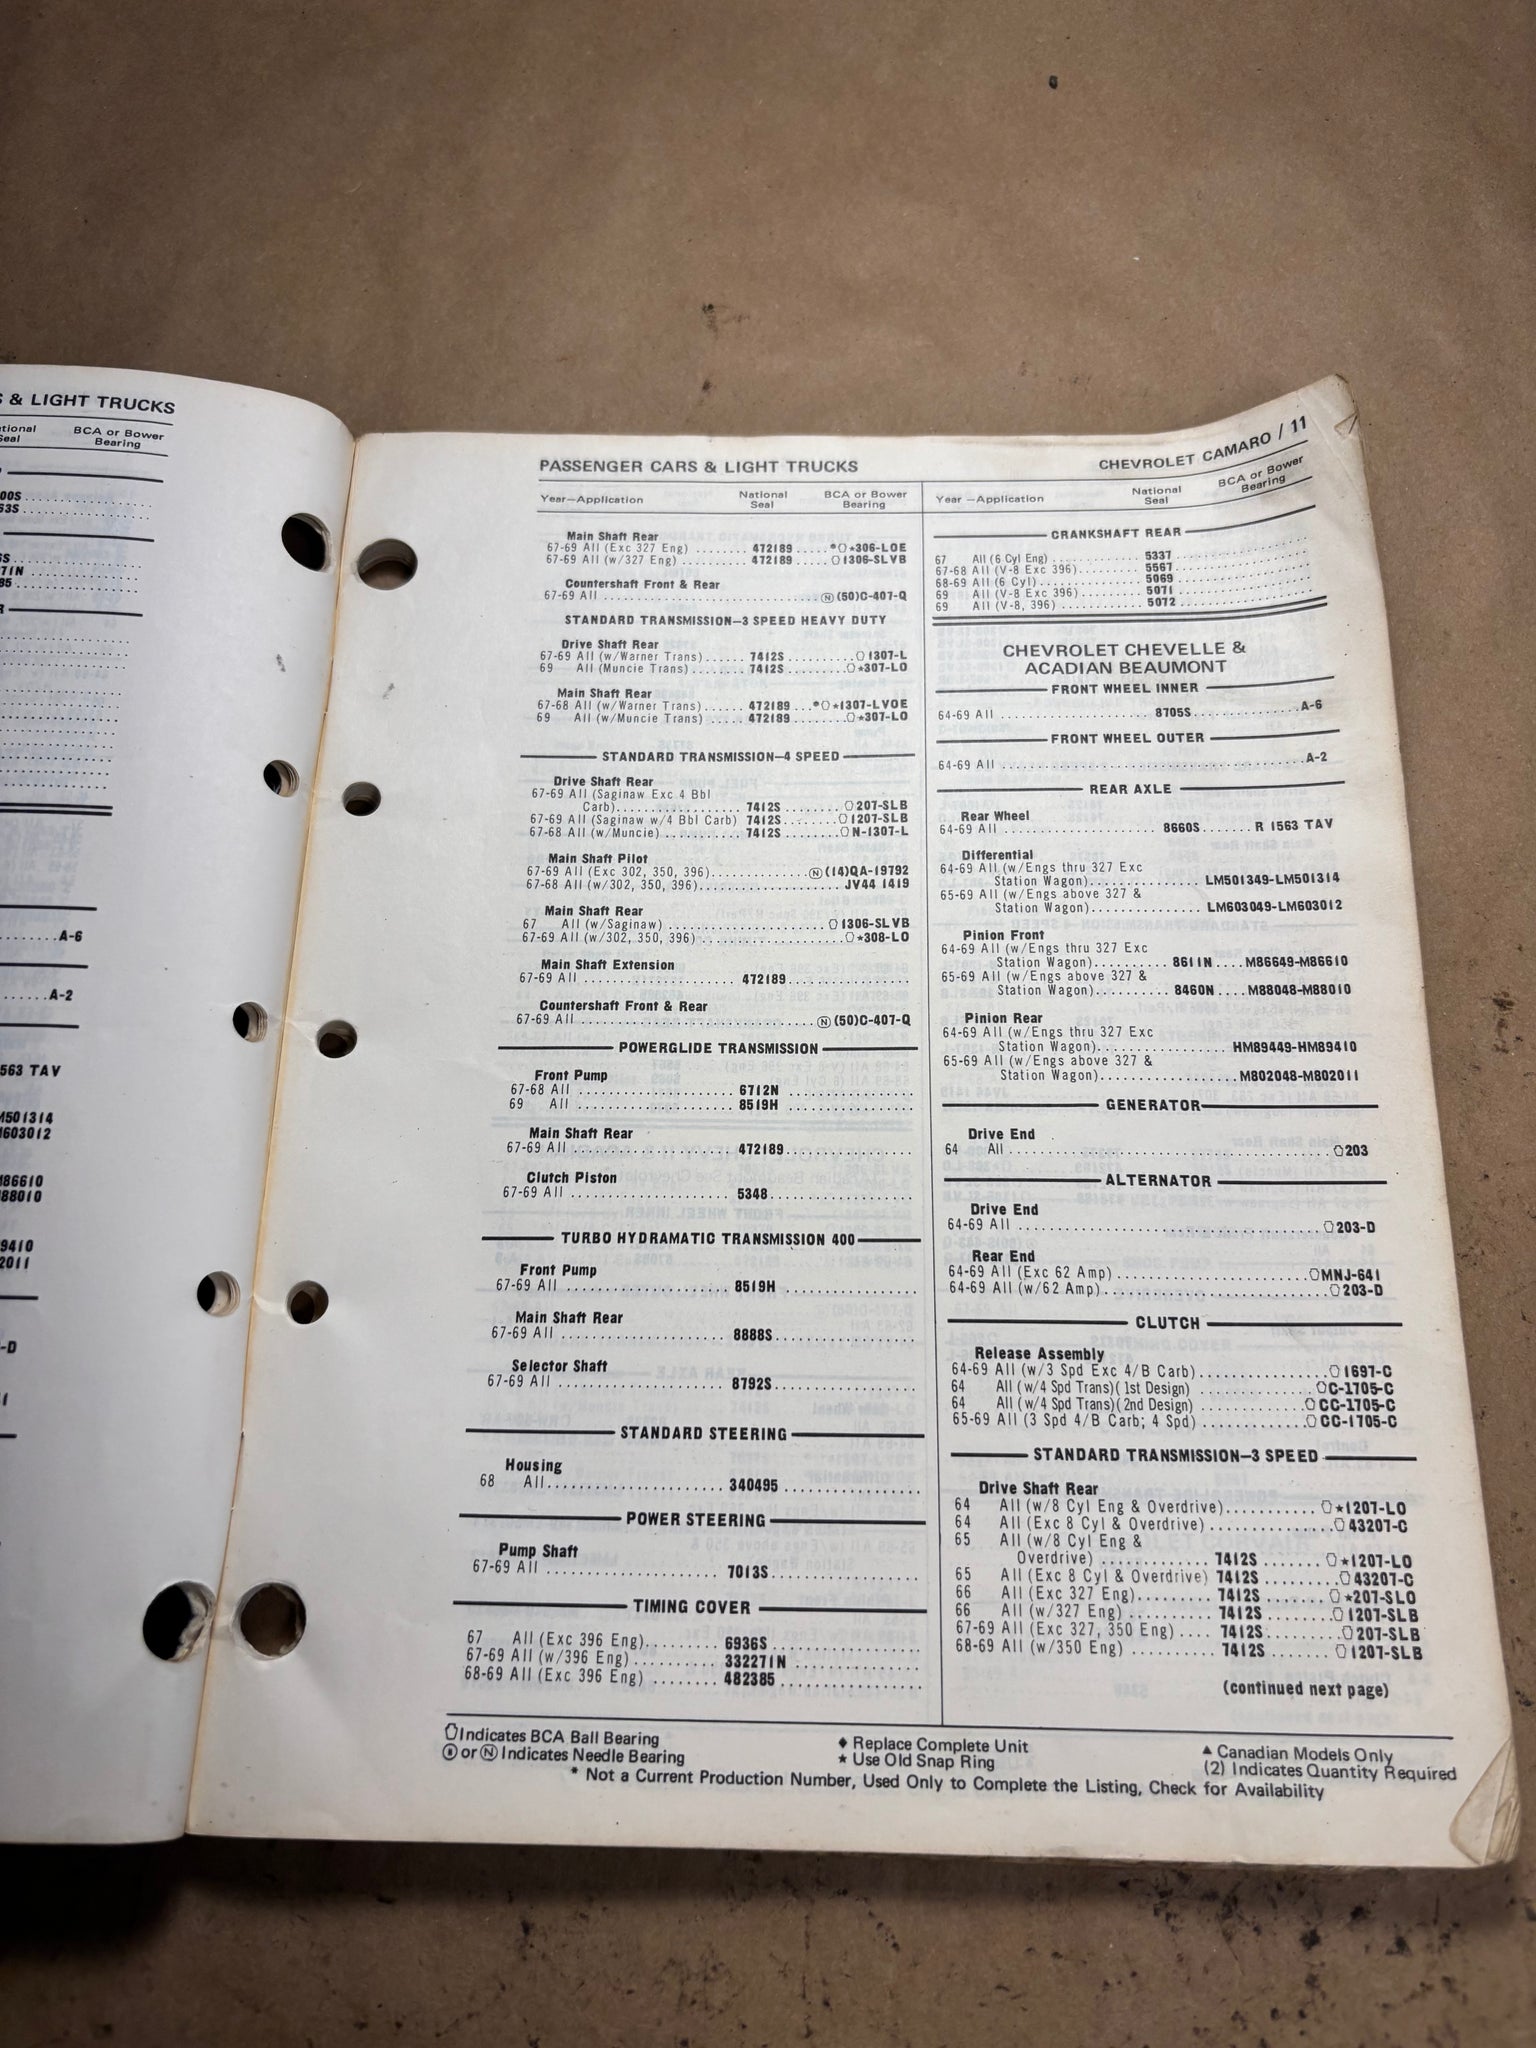 S & LIGHT TRUCKS
BCA or Bower
Seal
Bearing
00S
53S
71N
85
A-6
A-2
563 TAV
M501314
603012
M86610
88010
9410
2011
-D
PASSENGER CARS & LIGHT TRUCKS
CHEVROLET CAMARO / 11
Year—Application National Seal BCA or Bower Bearing
Main Shaft Rear
67-69 All (Exc 327 Eng) ....... 472189 ..... *⬠★306-LOE
67-69 All (w/327 Eng) ......... 472189 ...... ⬠1306-SLVB
Countershaft Front & Rear
67-69 All ................................ Ⓝ(50)C-407-Q
STANDARD TRANSMISSION—3 SPEED HEAVY DUTY
Drive Shaft Rear
67-69 All (w/Warner Trans) ...... 7412S .......... ⬠1307-L
69 All (Muncie Trans) ...... 7412S ......... ⬠★307-LO
Main Shaft Rear
67-68 All (w/Warner Trans) ...... 472189 ... *⬠★1307-LVOE
69 All (w/Muncie Trans) .... 472189 ........ ⬠★307-LO
STANDARD TRANSMISSION—4 SPEED
Drive Shaft Rear
67-69 All (Saginaw Exc 4 Bbl
Carb) .................. 7412S ........ ⬠207-SLB
67-69 All (Saginaw w/4 Bbl Carb) 7412S ........ ⬠1207-SLB
67-68 All (w/Muncie) ............ 7412S ........ ⬠N-1307-L
Main Shaft Pilot
67-69 All (Exc 302, 350, 396) ............... Ⓝ(14)QA-19792
67-68 All (w/302, 350, 396) ..................... JV44 1419
Main Shaft Rear
67 All (w/Saginaw) ......................... ⬠1306-SLVB
67-69 All (w/302, 350, 396) ..................... ⬠★308-LO
Main Shaft Extension
67-69 All ....................... 472189 ..................
Countershaft Front & Rear
67-69 All ................................ Ⓝ(50)C-407-Q
POWERGLIDE TRANSMISSION
Front Pump
67-68 All ....................... 6712N ..................
69 All ....................... 8519H ..................
Main Shaft Rear
67-69 All ....................... 472189 ..................
Clutch Piston
67-69 All ....................... 5348 ..................
TURBO HYDRAMATIC TRANSMISSION 400
Front Pump
67-69 All ....................... 8519H ..................
Main Shaft Rear
67-69 All ....................... 8888S ..................
Selector Shaft
67-69 All ....................... 8792S ..................
STANDARD STEERING
Housing
68 All ....................... 340495 ..................
POWER STEERING
Pump Shaft
67-69 All ....................... 7013S ..................
TIMING COVER
67 All (Exc 396 Eng) ......... 6936S ..................
67-69 All (w/396 Eng) ........... 332271N ..................
68-69 All (Exc 396 Eng) ........ 482385 ..................
Year —Application National Seal BCA or Bower Bearing
CRANKSHAFT REAR
67 All (6 Cyl Eng) ............. 5337 ..................
67-68 All (V-8 Exc 396) ........... 5567 ..................
68-69 All (6 Cyl) ................. 5069 ..................
69 All (V-8 Exc 396) ........... 5071 ..................
69 All (V-8, 396) .............. 5072 ..................
CHEVROLET CHEVELLE &
ACADIAN BEAUMONT
FRONT WHEEL INNER
64-69 All ....................... 8705S ............... A-6
FRONT WHEEL OUTER
64-69 All ............................................ A-2
REAR AXLE
Rear Wheel
64-69 All ....................... 8660S ....... R 1563 TAV
Differential
64-69 All (w/Engs thru 327 Exc
Station Wagon) ............... LM501349-LM501314
65-69 All (w/Engs above 327 &
Station Wagon) ............... LM603049-LM603012
Pinion Front
64-69 All (w/Engs thru 327 Exc
Station Wagon) .......... 8611N .... M86649-M86610
65-69 All (w/Engs above 327 &
Station Wagon) .......... 8460N .... M88048-M88010
Pinion Rear
64-69 All (w/Engs thru 327 Exc
Station Wagon) ................... HM89449-HM89410
65-69 All (w/Engs above 327 &
Station Wagon) .................... M802048-M802011
GENERATOR
Drive End
64 All ............................................ ⬠203
ALTERNATOR
Drive End
64-69 All ............................................ ⬠203-D
Rear End
64-69 All (Exc 62 Amp) ........................... ⬠MNJ-641
64-69 All (w/62 Amp) ................................ ⬠203-D
CLUTCH
Release Assembly
64-69 All (w/3 Spd Exc 4/B Carb) .................. ⬠1697-C
64 All (w/4 Spd Trans)(1st Design) ............... ⬠C-1705-C
64 All (w/4 Spd Trans)(2nd Design) .............. ⬠CC-1705-C
65-69 All (3 Spd 4/B Carb; 4 Spd) ............... ⬠CC-1705-C
STANDARD TRANSMISSION—3 SPEED
Drive Shaft Rear
64 All (w/8 Cyl Eng & Overdrive) ............ ⬠★1207-LO
64 All (Exc 8 Cyl & Overdrive) ................ ⬠43207-C
65 All (w/8 Cyl Eng &
Overdrive) ............ 7412S ....... ⬠★1207-LO
65 All (Exc 8 Cyl & Overdrive) 7412S ......... ⬠43207-C
66 All (Exc 327 Eng) ......... 7412S ....... ⬠★207-SLO
66 All (w/327 Eng) .......... 7412S ........ ⬠1207-SLB
67-69 All (Exc 327, 350 Eng) .... 7412S ......... ⬠207-SLB
68-69 All (w/350 Eng) .......... 7412S ....... ⬠1207-SLB
(continued next page)
⬠Indicates BCA Ball Bearing
◆ Replace Complete Unit
▲ Canadian Models Only
Ⓑ or Ⓝ Indicates Needle Bearing
★ Use Old Snap Ring
(2) Indicates Quantity Required
* Not a Current Production Number, Used Only to Complete the Listing, Check for Availability